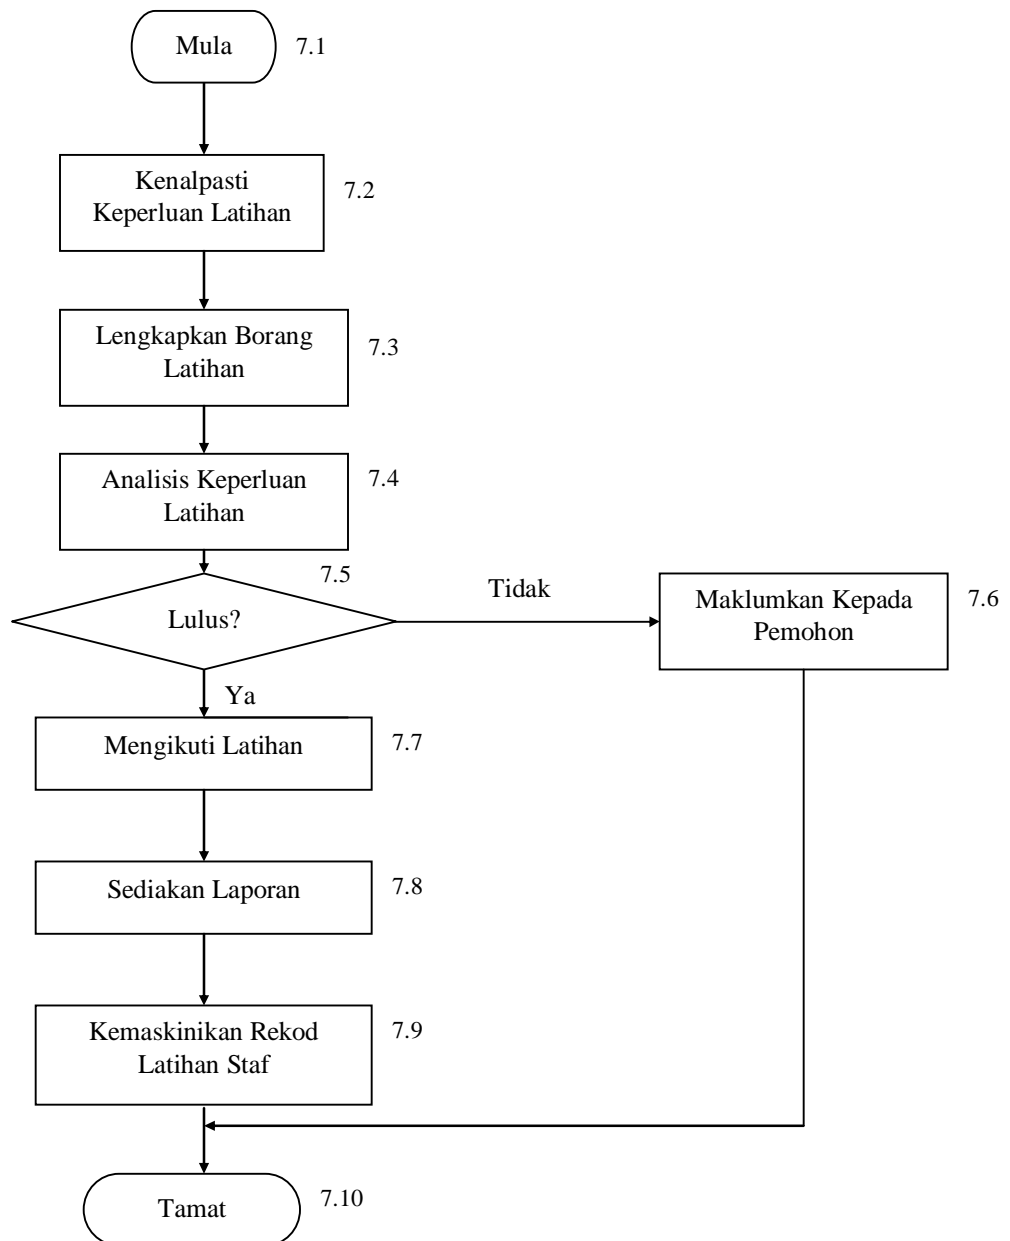 Mula
7.1
Kenalpasti
Keperluan Latihan
7.2
Lengkapkan Borang
Latihan
7.3
Analisis Keperluan
Latihan
7.4
7.5
Lulus?
Tidak
Maklumkan Kepada
Pemohon
7.6
Ya
Mengikuti Latihan
7.7
Sediakan Laporan
7.8
Kemaskinikan Rekod
Latihan Staf
7.9
Tamat
7.10